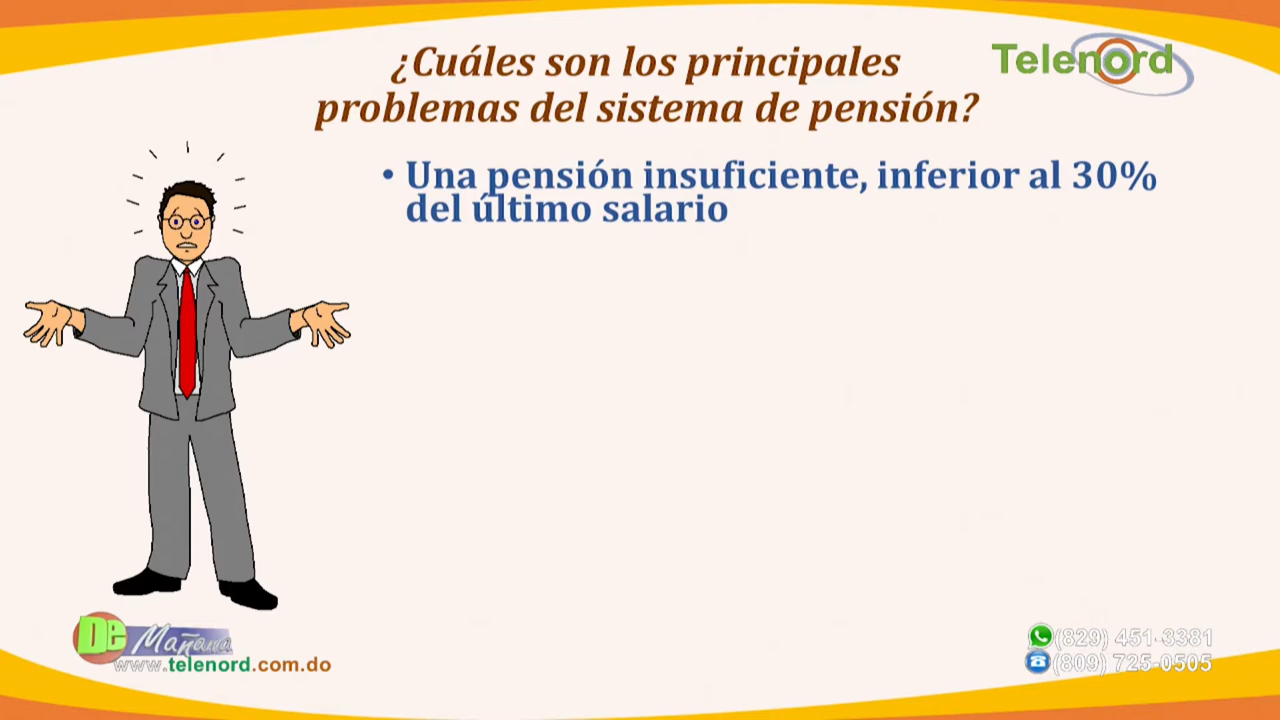 ¿Cuáles son los principales
problemas del sistema de pensión?
Telenord
• Una pensión insuficiente, inferior al 30%
del último salario
De Mañana
www.telenord.com.do
(829) 451-3381
(809) 725-0505